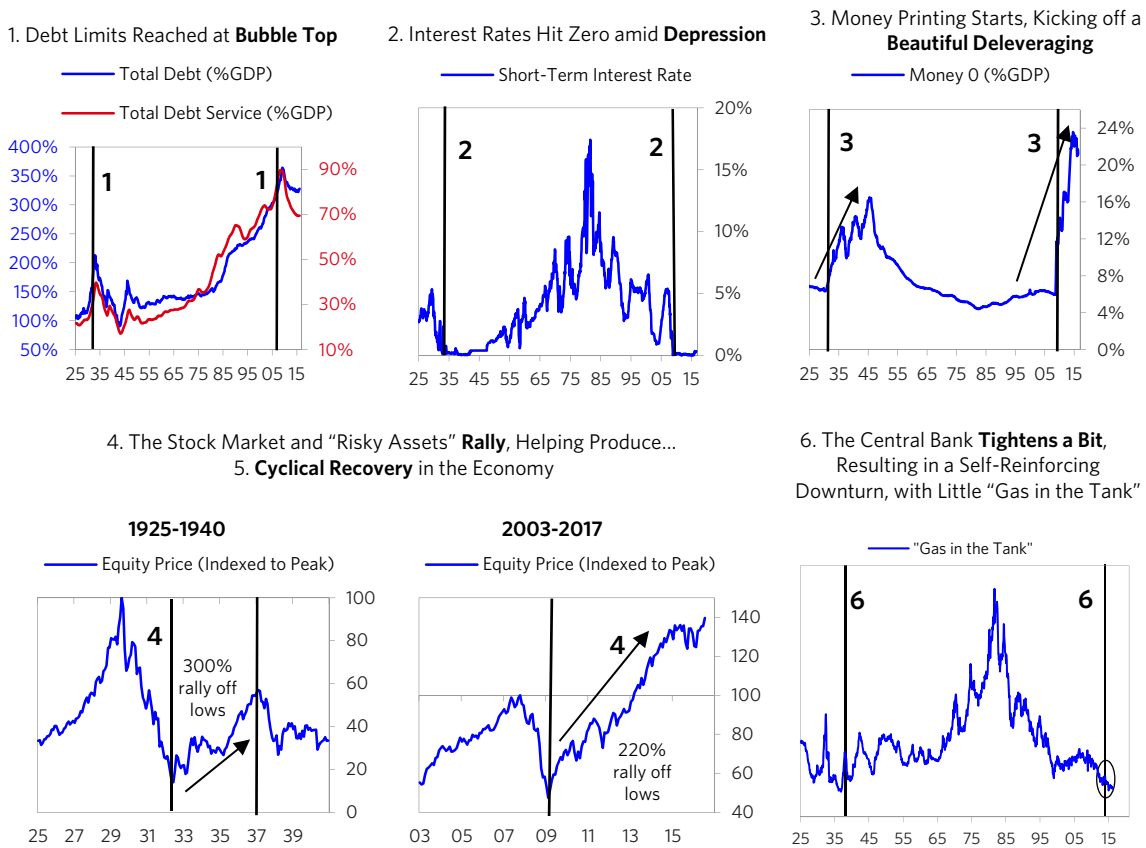 1. Debt Limits Reached at Bubble Top
Total Debt (%GDP)
Total Debt Service (%GDP)
400%
350%
300%
250%
200%
150%
100%
50%
90%
70%
50%
30%
10%
1
1
25 35 45 55 65 75 85 95 05 15
2. Interest Rates Hit Zero amid Depression
Short-Term Interest Rate
20%
15%
10%
5%
0%
2
2
25 35 45 55 65 75 85 95 05 15
3. Money Printing Starts, Kicking off a
Beautiful Deleveraging
Money 0 (%GDP)
24%
20%
16%
12%
8%
4%
0%
3
3
25 35 45 55 65 75 85 95 05 15
4. The Stock Market and “Risky Assets” Rally, Helping Produce...
5. Cyclical Recovery in the Economy
1925-1940
Equity Price (Indexed to Peak)
100
80
60
40
20
0
4
300%
rally off
lows
25 27 29 31 33 35 37 39
2003-2017
Equity Price (Indexed to Peak)
140
120
100
80
60
40
4
220%
rally off
lows
03 05 07 09 11 13 15
6. The Central Bank Tightens a Bit,
Resulting in a Self-Reinforcing
Downturn, with Little “Gas in the Tank”
"Gas in the Tank"
6
6
25 35 45 55 65 75 85 95 05 15